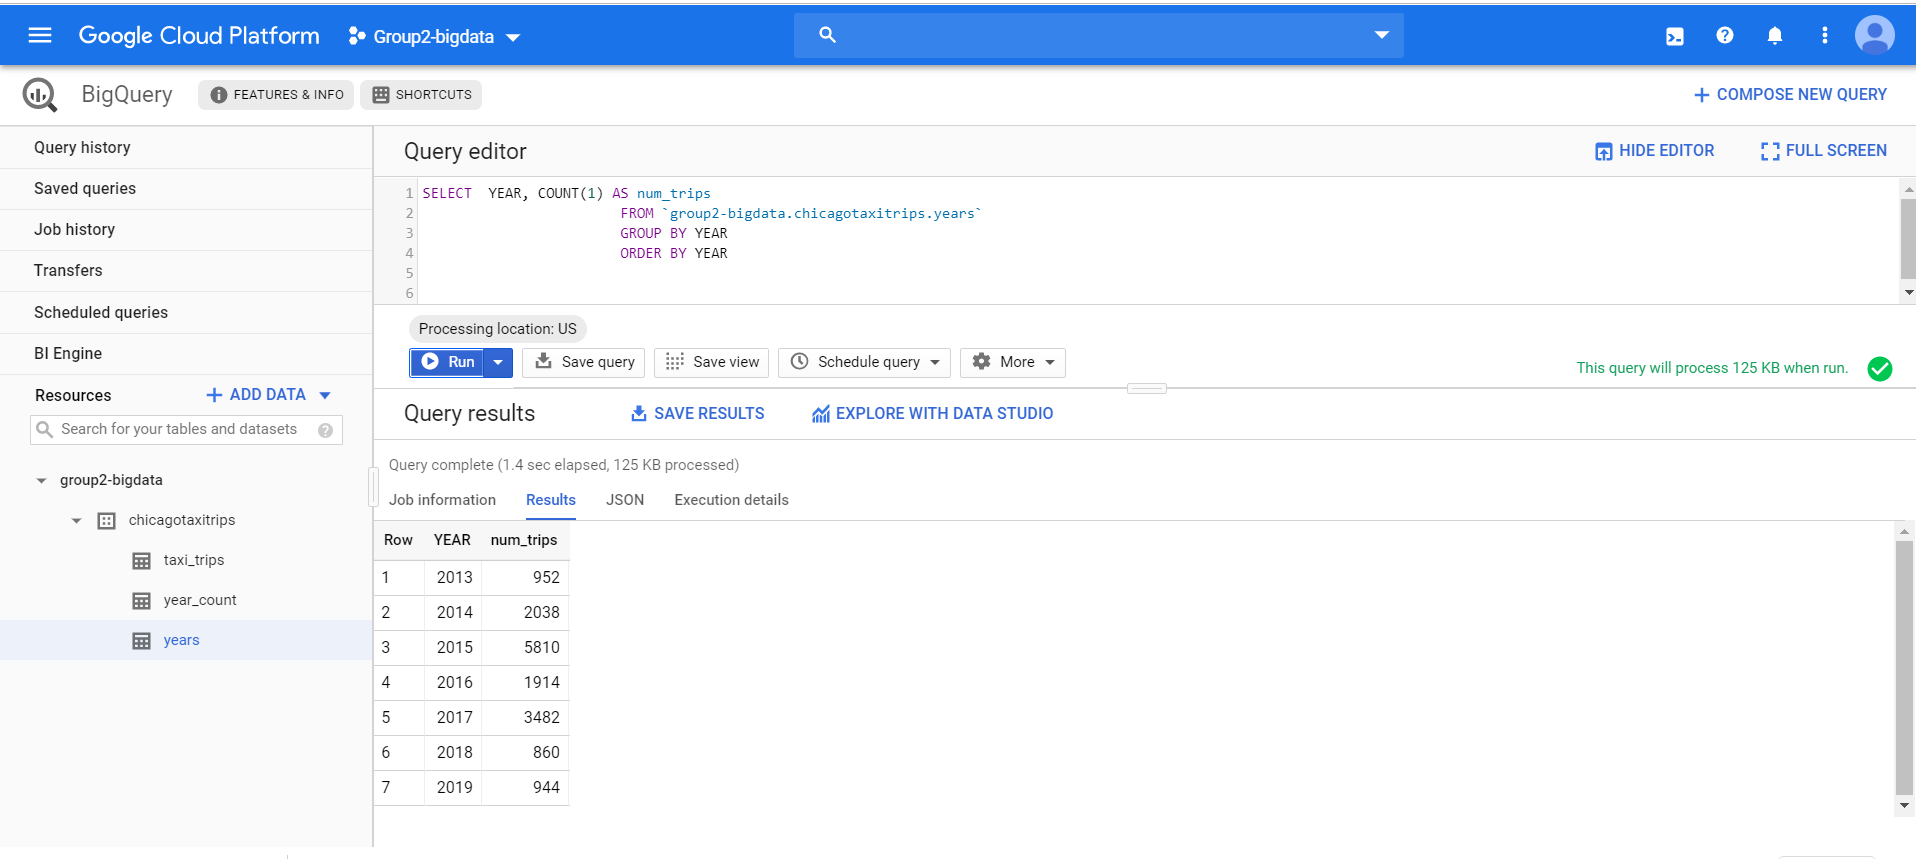 Google Cloud Platform Group2-bigdata
BigQuery FEATURES & INFO SHORTCUTS COMPOSE NEW QUERY
Query history
Saved queries
Job history
Transfers
Scheduled queries
BI Engine
Resources ADD DATA
Search for your tables and datasets
group2-bigdata
chicagotaxitrips
taxi_trips
year_count
years
Query editor HIDE EDITOR FULL SCREEN
1 SELECT  YEAR, COUNT(1) AS num_trips
2 FROM `group2-bigdata.chicagotaxitrips.years`
3 GROUP BY YEAR
4 ORDER BY YEAR
5
6
Processing location: US
Run Save query Save view Schedule query More This query will process 125 KB when run.
Query results SAVE RESULTS EXPLORE WITH DATA STUDIO
Query complete (1.4 sec elapsed, 125 KB processed)
Job information Results JSON Execution details
Row YEAR num_trips
1 2013 952
2 2014 2038
3 2015 5810
4 2016 1914
5 2017 3482
6 2018 860
7 2019 944